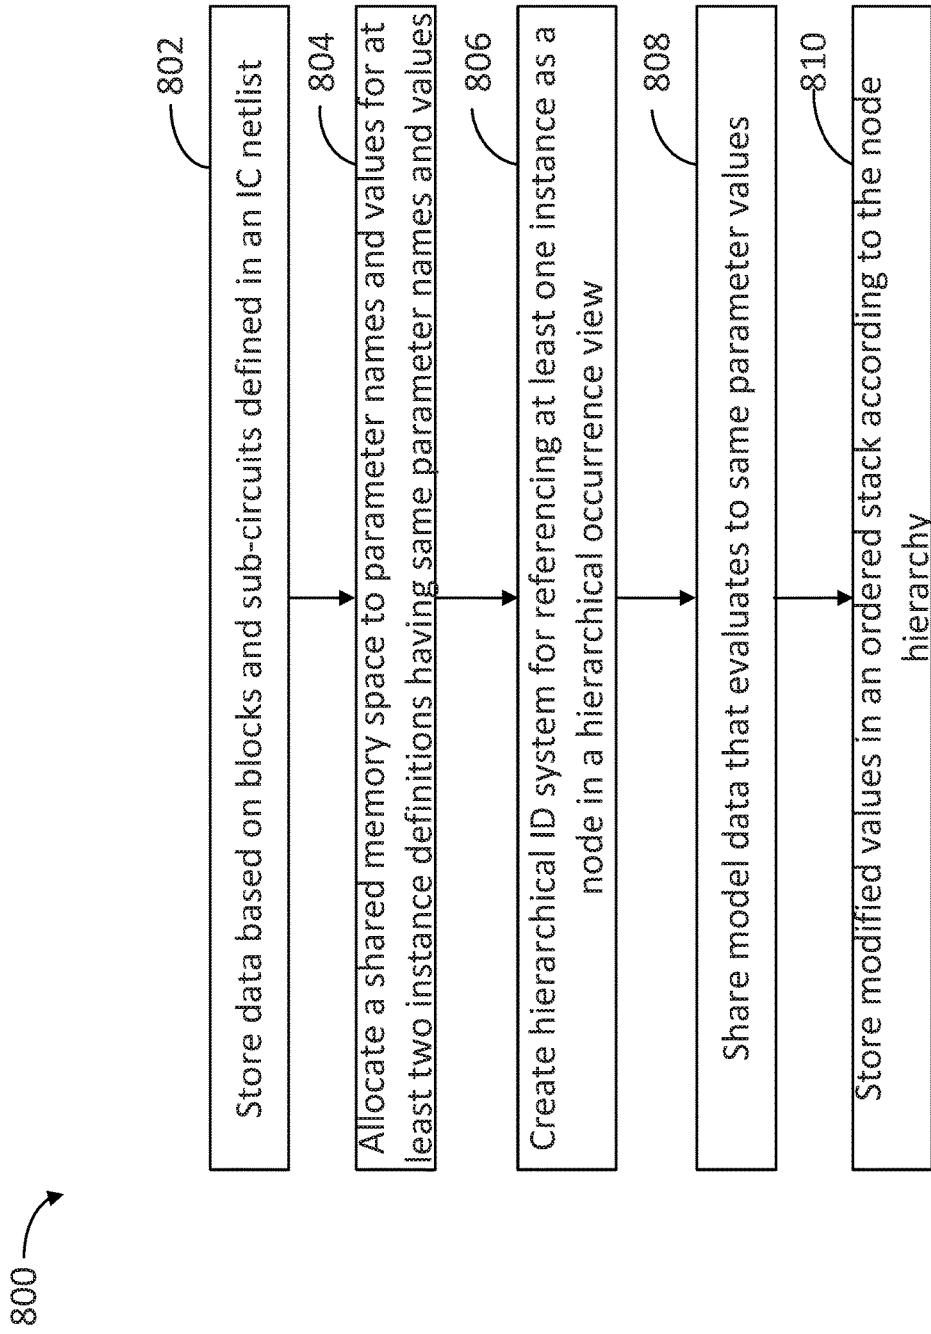 800
802
Store data based on blocks and sub-circuits defined in an IC netlist
804
Allocate a shared memory space to parameter names and values for at
least two instance definitions having same parameter names and values
806
Create hierarchical ID system for referencing at least one instance as a
node in a hierarchical occurrence view
808
Share model data that evaluates to same parameter values
810
Store modified values in an ordered stack according to the node
hierarchy